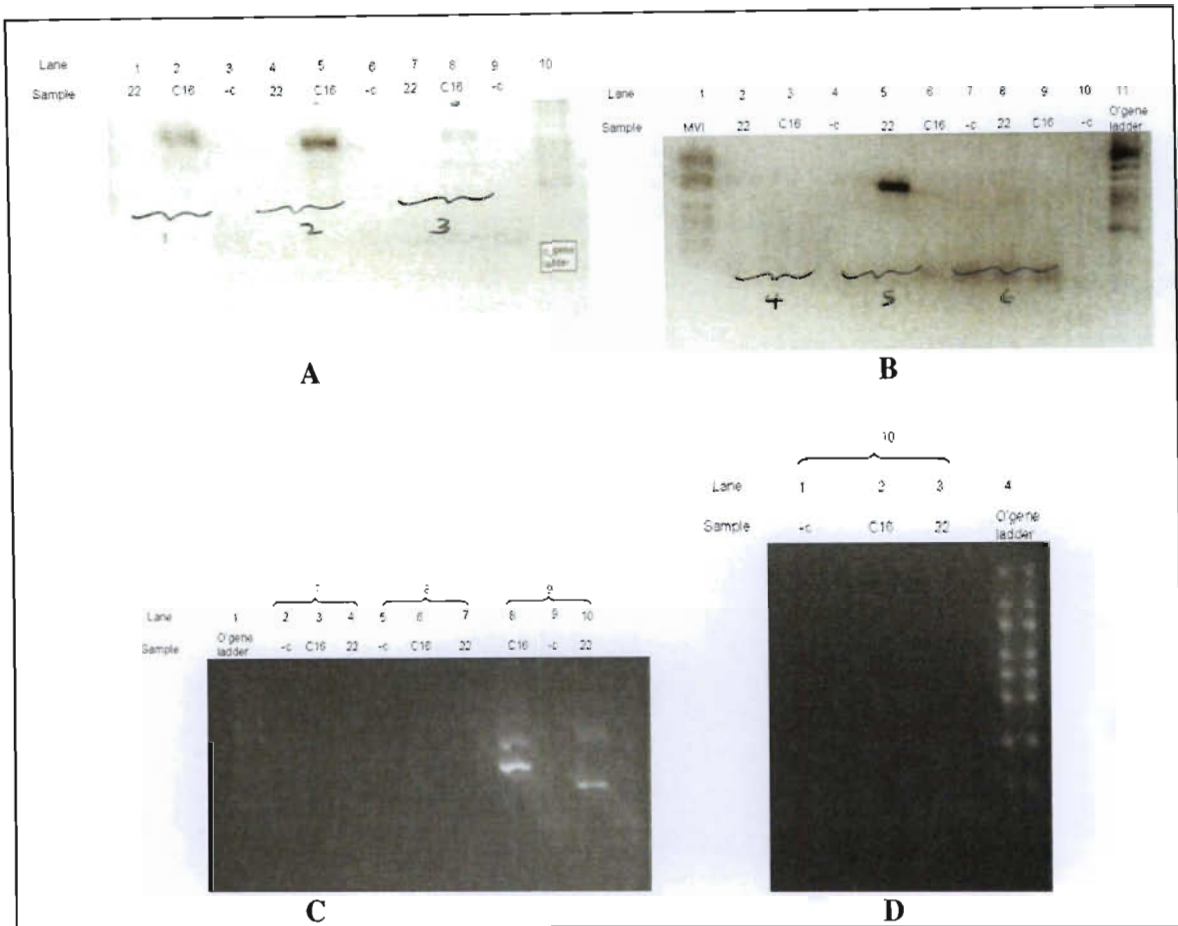 Lane 1 2 3 4 5 6 7 8 9 10
Sample 22 C16 -c 22 C16 -c 22 C16 -c
1 2 3
A
Lane 1 2 3 4 5 6 7 8 9 10 11
Sample MVI 22 C16 -c 22 C16 -c 22 C16 -c O'gene ladder
4 5 6
B
7 8 9
Lane 1 2 3 4 5 6 7 8 9 10
Sample O'gene ladder -c C16 22 -c C16 22 C16 -c 22
C
10
Lane 1 2 3 4
Sample -c C16 22 O'gene ladder
D